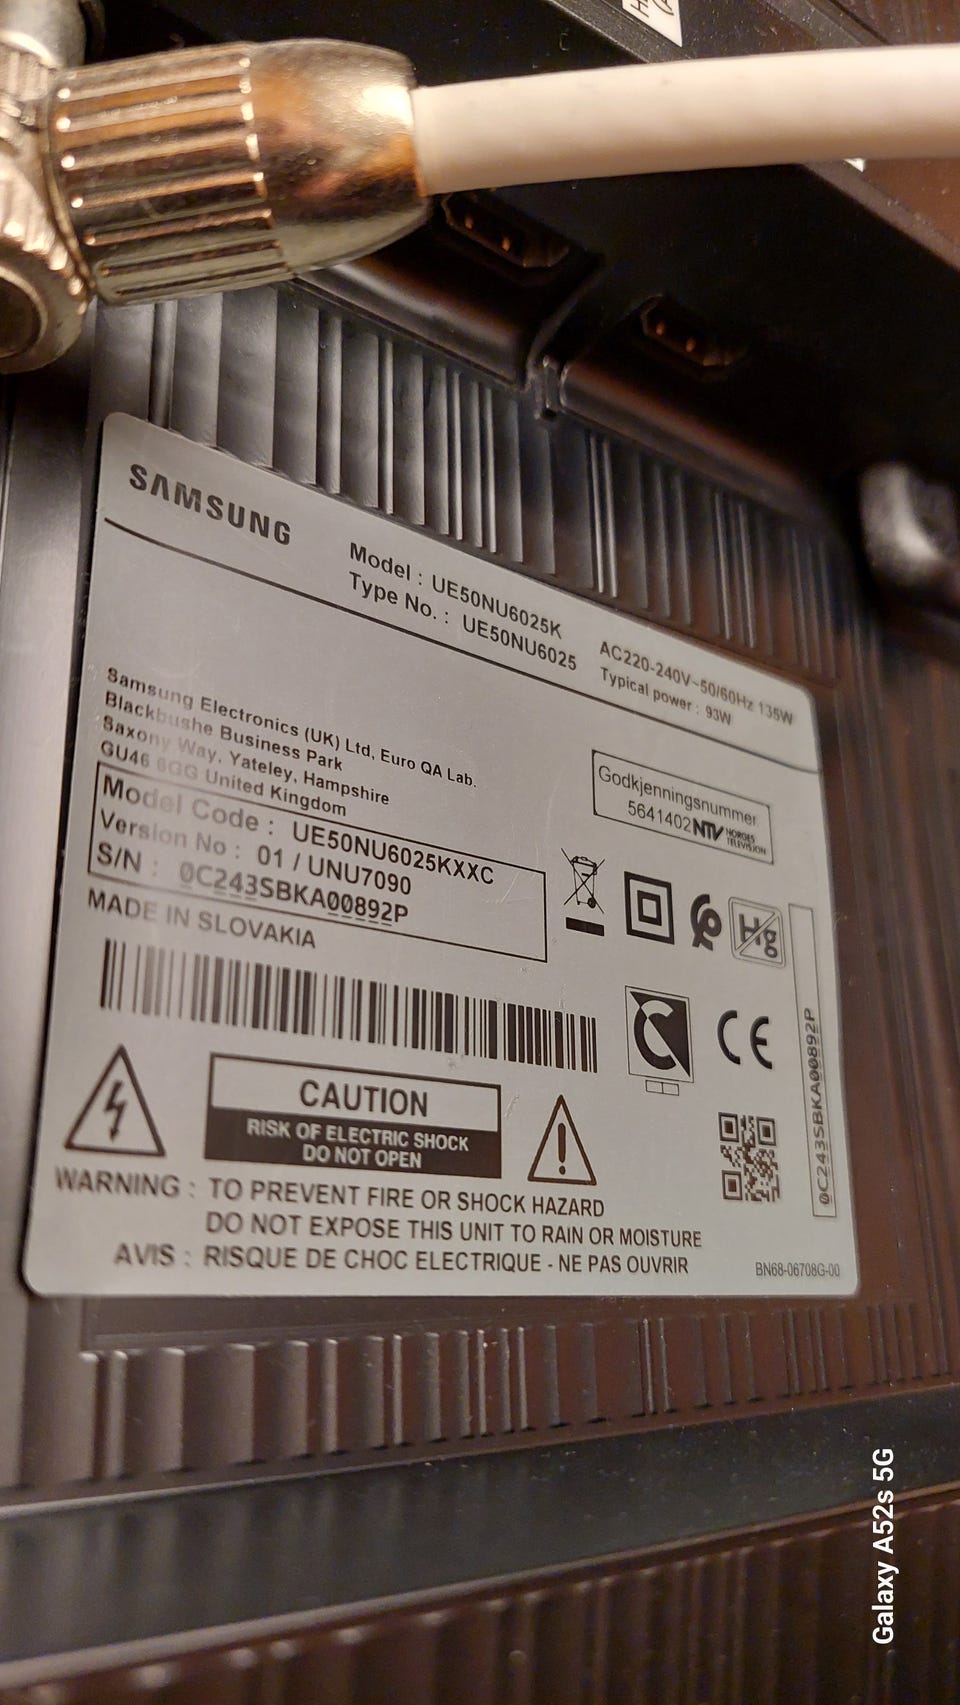 SAMSUNG
Model : UE50NU6025K
Type No. : UE50NU6025
AC220-240V~50/60Hz 135W
Typical power : 93W
Samsung Electronics (UK) Ltd, Euro QA Lab.
Blackbushe Business Park
Saxony Way, Yateley, Hampshire
GU46 6GG United Kingdom
Godkjenningsnummer
5641402 NTV NORGES
TELEVISJON
Model Code : UE50NU6025KXXC
Version No : 01 / UNU7090
S/N : 0C243SBKA00892P
MADE IN SLOVAKIA
Hg
C
CE
0C243SBKA00892P
CAUTION
RISK OF ELECTRIC SHOCK
DO NOT OPEN
WARNING : TO PREVENT FIRE OR SHOCK HAZARD
DO NOT EXPOSE THIS UNIT TO RAIN OR MOISTURE
AVIS : RISQUE DE CHOC ELECTRIQUE - NE PAS OUVRIR
BN68-06708G-00
Galaxy A52s 5G